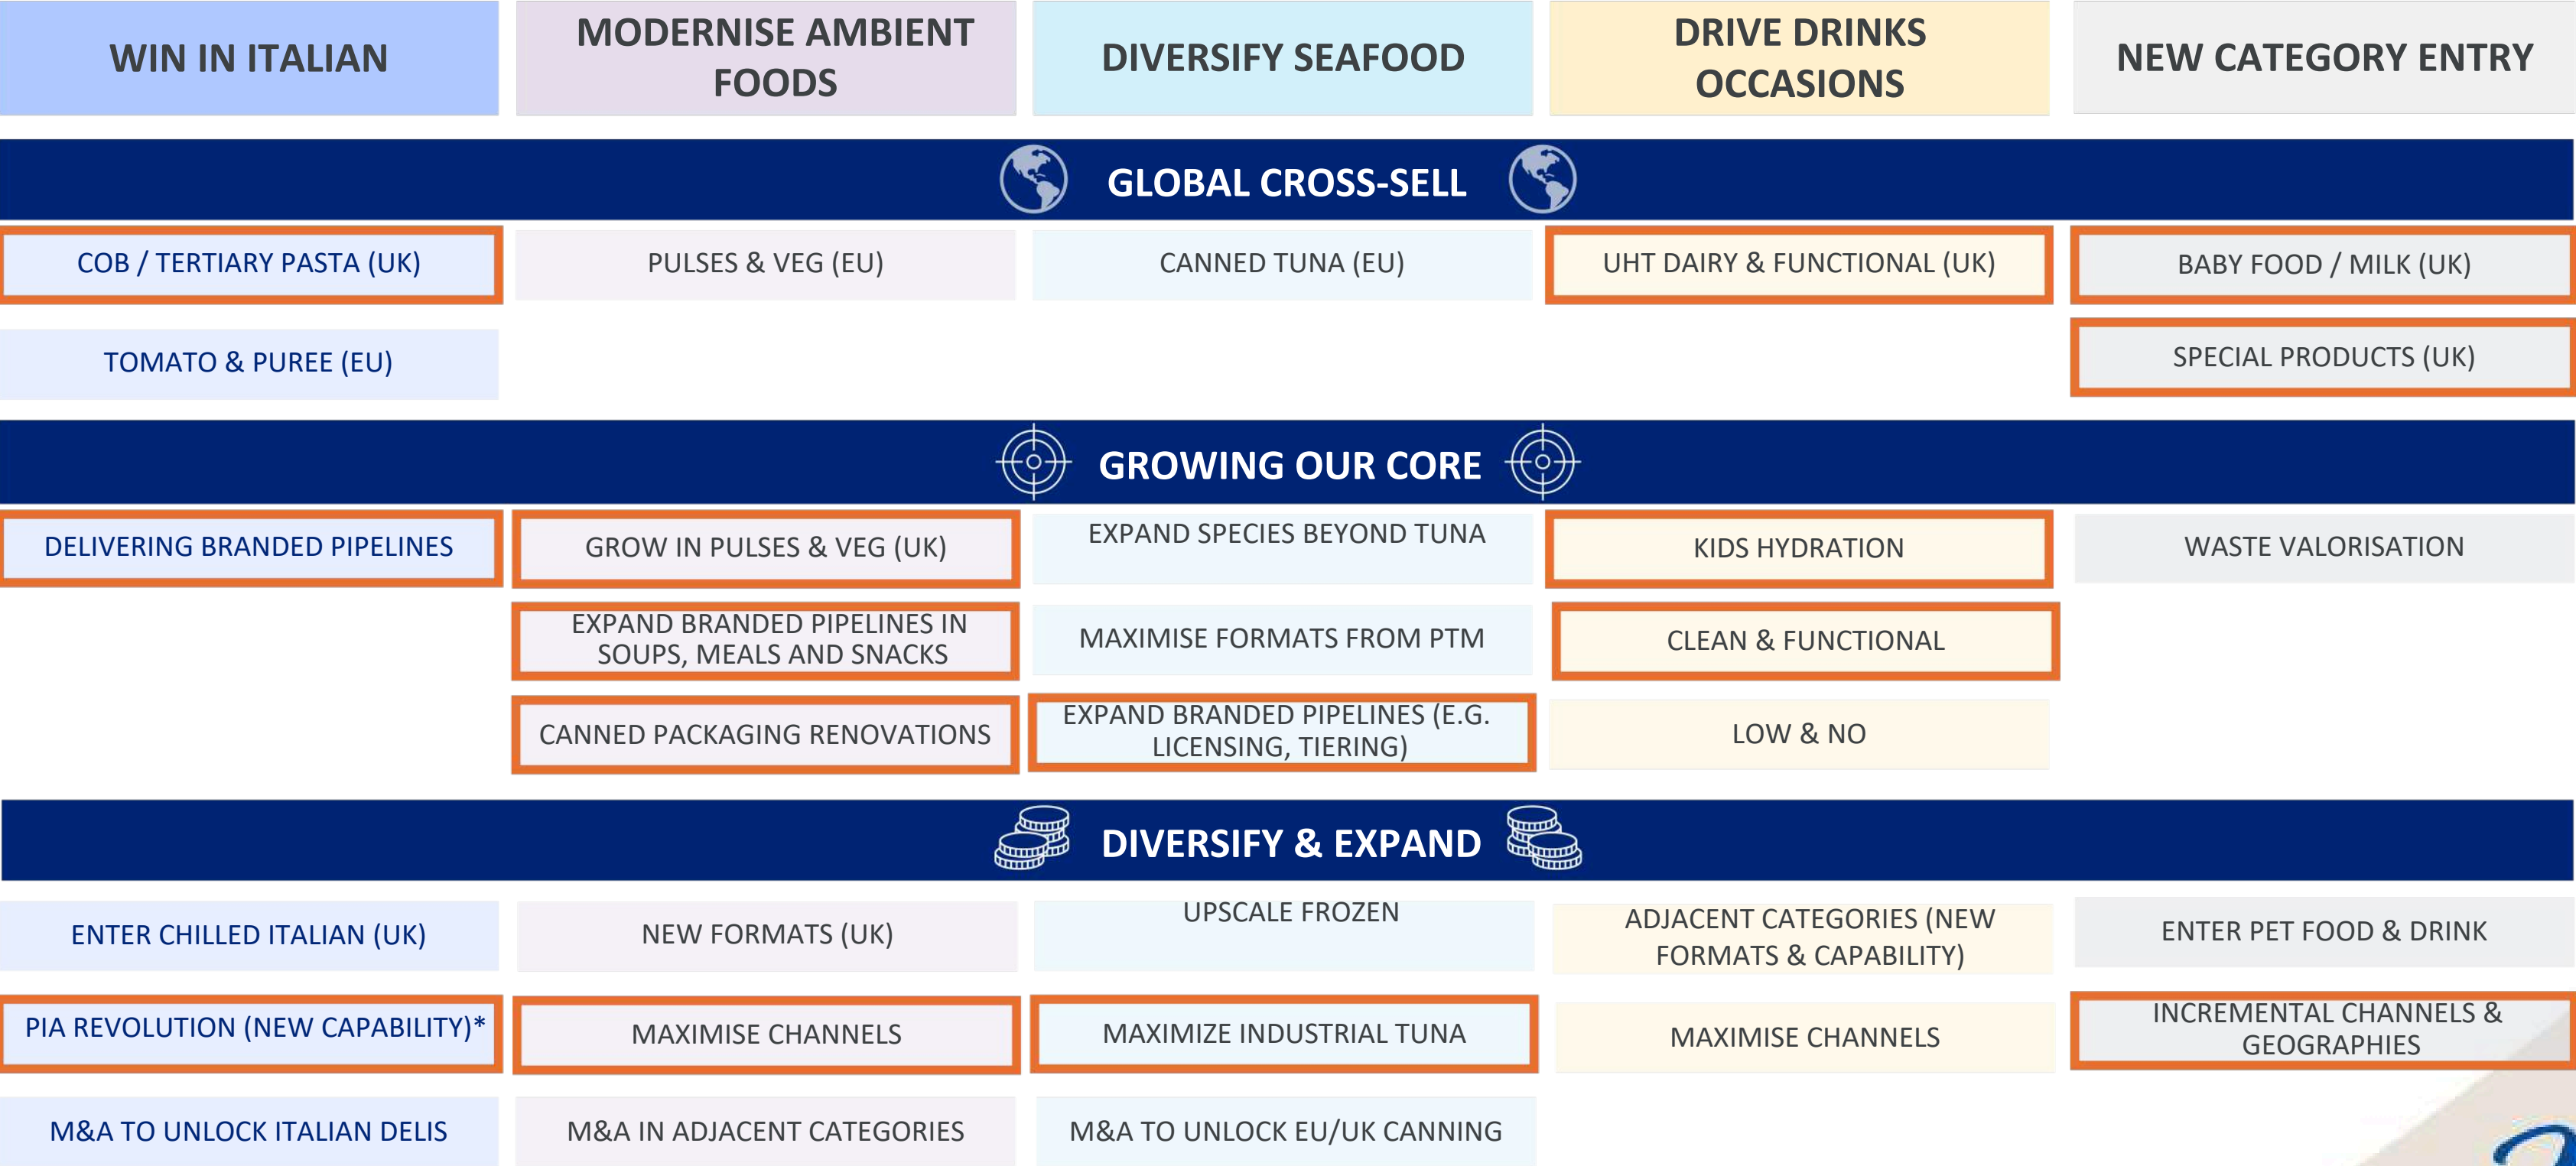 WIN IN ITALIAN
MODERNISE AMBIENT
FOODS
DIVERSIFY SEAFOOD
DRIVE DRINKS
OCCASIONS
NEW CATEGORY ENTRY
GLOBAL CROSS-SELL
COB / TERTIARY PASTA (UK)
PULSES & VEG (EU)
CANNED TUNA (EU)
UHT DAIRY & FUNCTIONAL (UK)
BABY FOOD / MILK (UK)
TOMATO & PUREE (EU)
SPECIAL PRODUCTS (UK)
GROWING OUR CORE
DELIVERING BRANDED PIPELINES
GROW IN PULSES & VEG (UK)
EXPAND SPECIES BEYOND TUNA
KIDS HYDRATION
WASTE VALORISATION
EXPAND BRANDED PIPELINES IN
SOUPS, MEALS AND SNACKS
MAXIMISE FORMATS FROM PTM
CLEAN & FUNCTIONAL
CANNED PACKAGING RENOVATIONS
EXPAND BRANDED PIPELINES (E.G.
LICENSING, TIERING)
LOW & NO
DIVERSIFY & EXPAND
ENTER CHILLED ITALIAN (UK)
NEW FORMATS (UK)
UPSCALE FROZEN
ADJACENT CATEGORIES (NEW
FORMATS & CAPABILITY)
ENTER PET FOOD & DRINK
PIA REVOLUTION (NEW CAPABILITY)*
MAXIMISE CHANNELS
MAXIMIZE INDUSTRIAL TUNA
MAXIMISE CHANNELS
INCREMENTAL CHANNELS &
GEOGRAPHIES
M&A TO UNLOCK ITALIAN DELIS
M&A IN ADJACENT CATEGORIES
M&A TO UNLOCK EU/UK CANNING